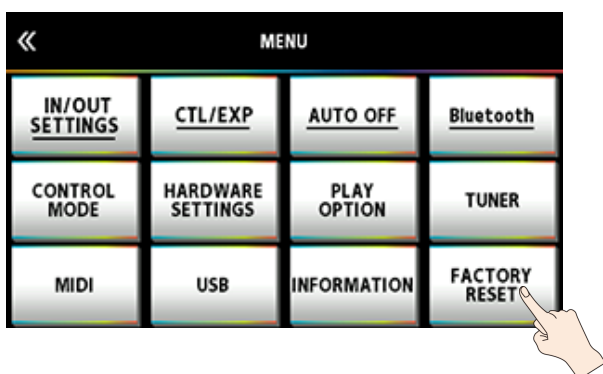 MENU
IN/OUT
SETTINGS
CTL/EXP
AUTO OFF
Bluetooth
CONTROL
MODE
HARDWARE
SETTINGS
PLAY
OPTION
TUNER
MIDI
USB
INFORMATION
FACTORY
RESET